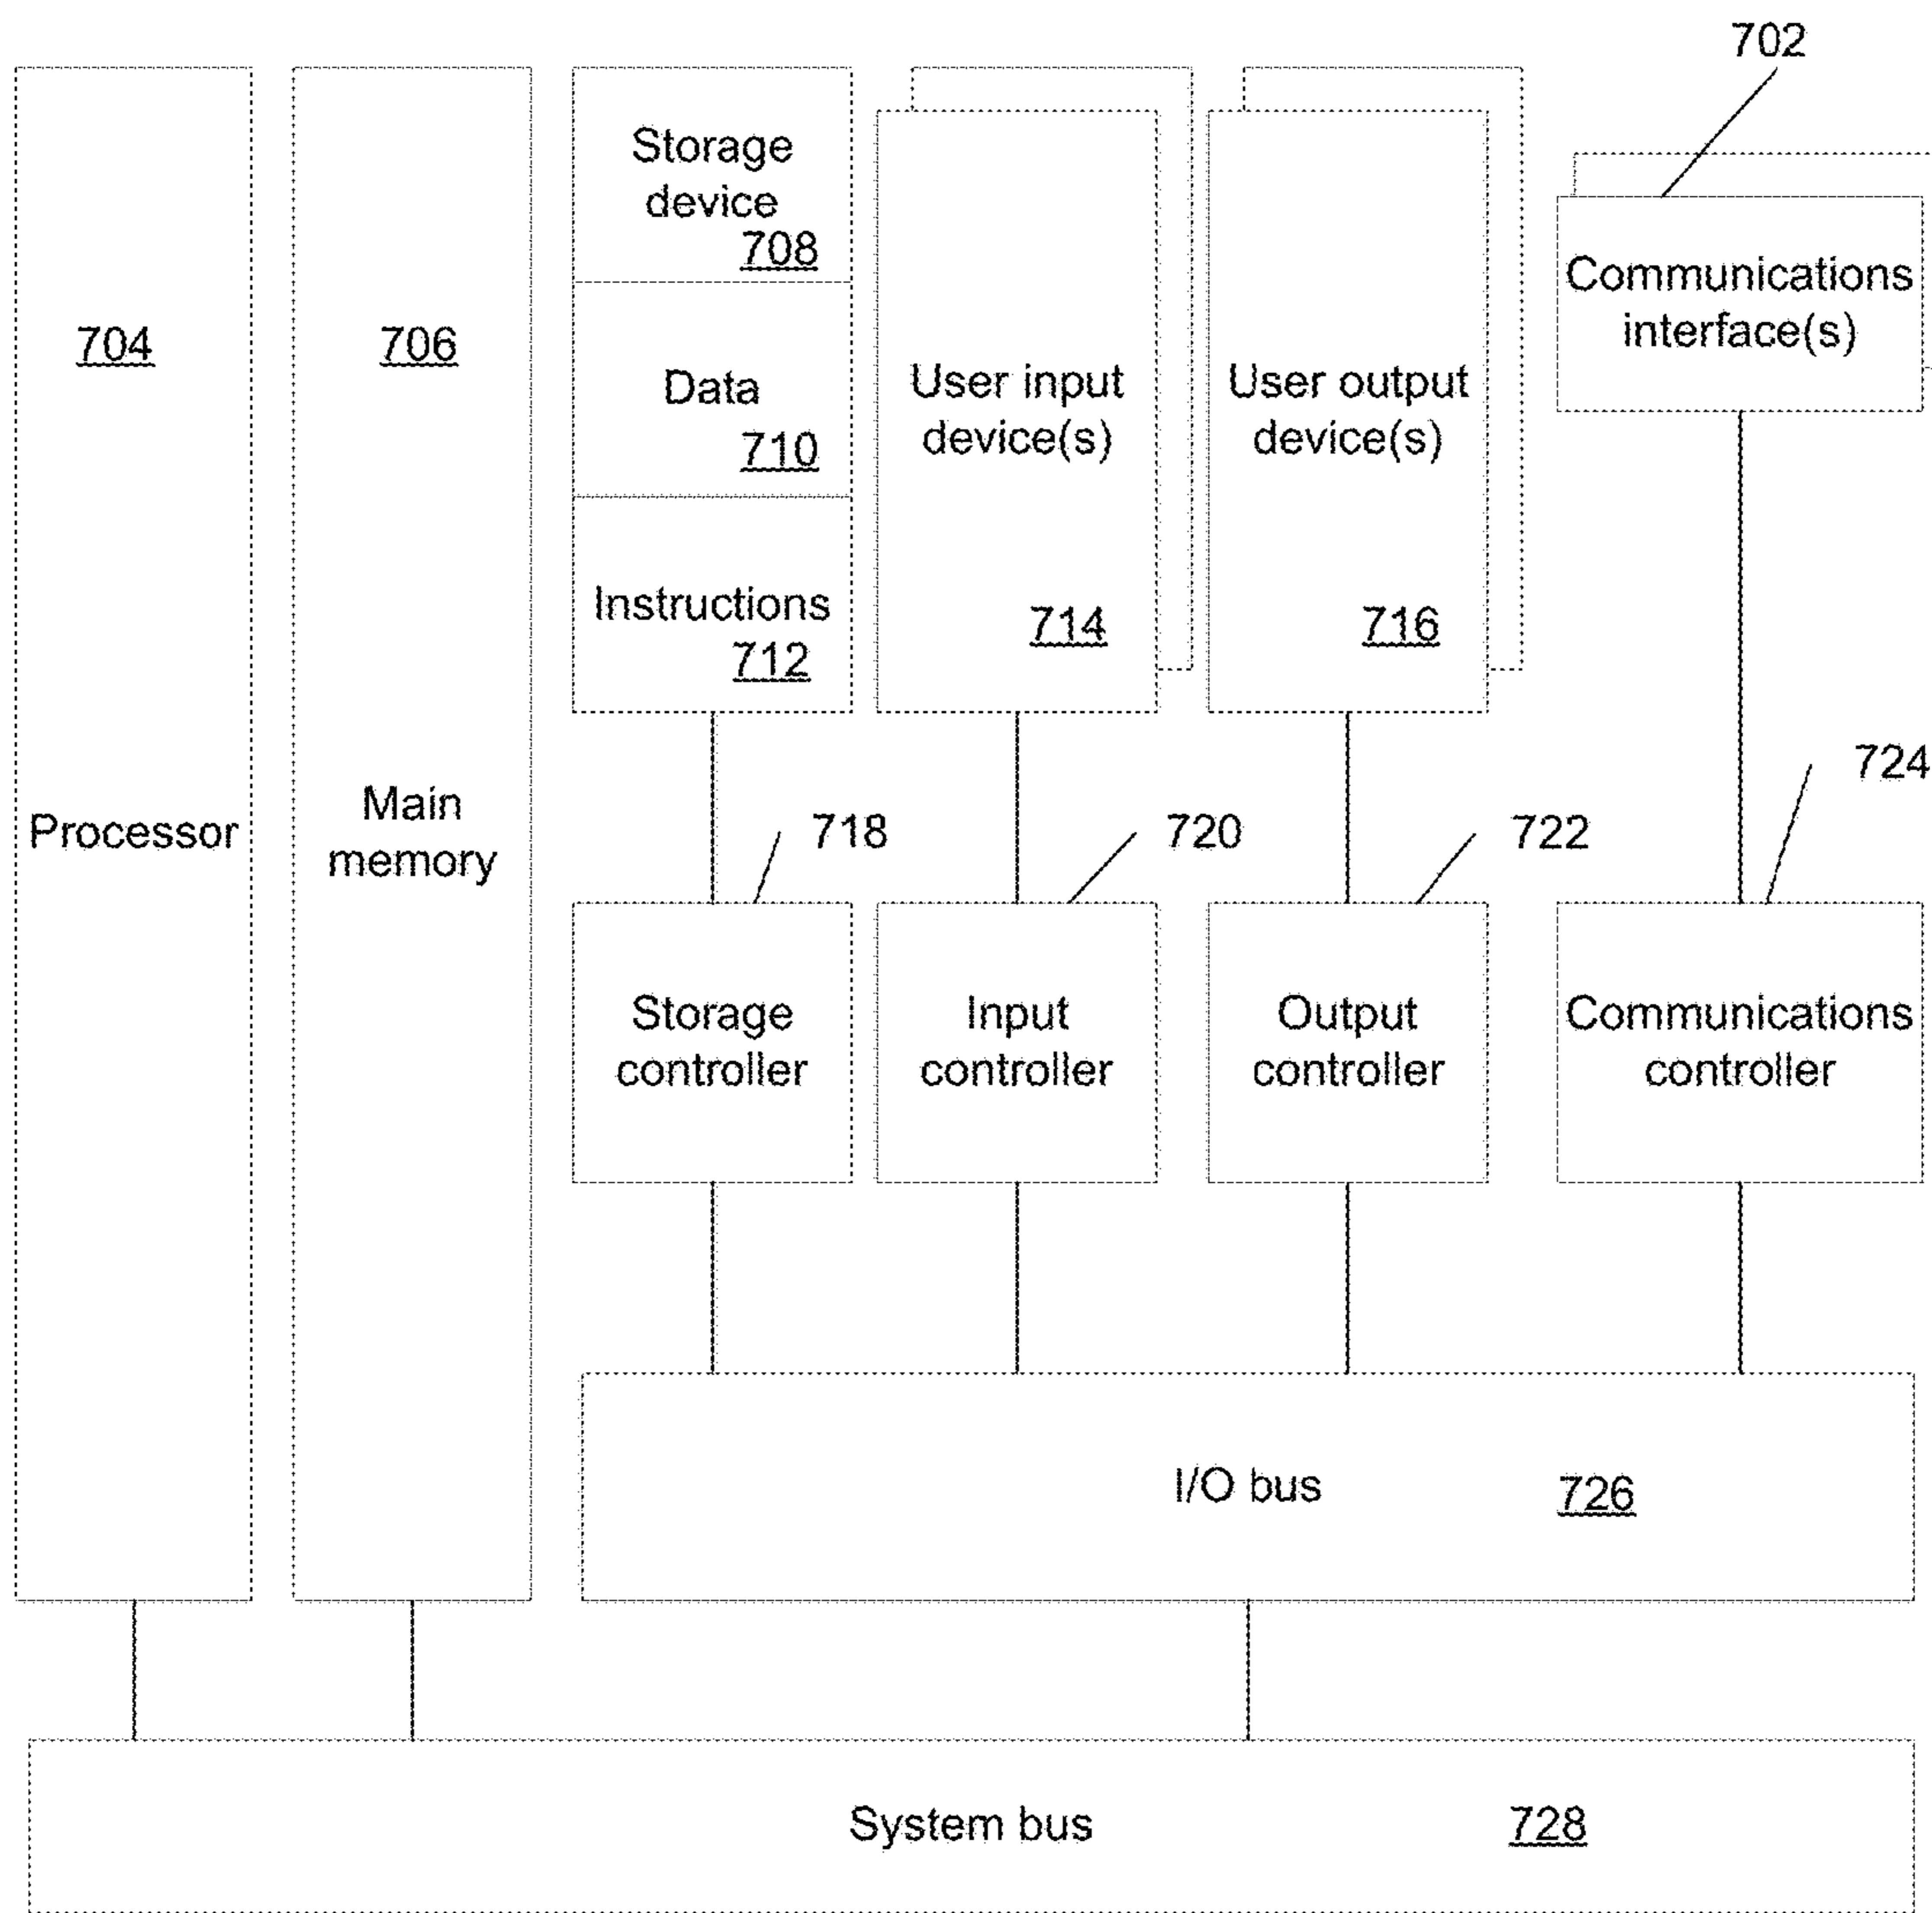 702
Storage
device
708
Communications
interface(s)
704
706
Data
710
User input
device(s)
User output
device(s)
Instructions
712
714
716
724
Processor
Main
memory
718
720
722
Storage
controller
Input
controller
Output
controller
Communications
controller
I/O bus 726
System bus 728